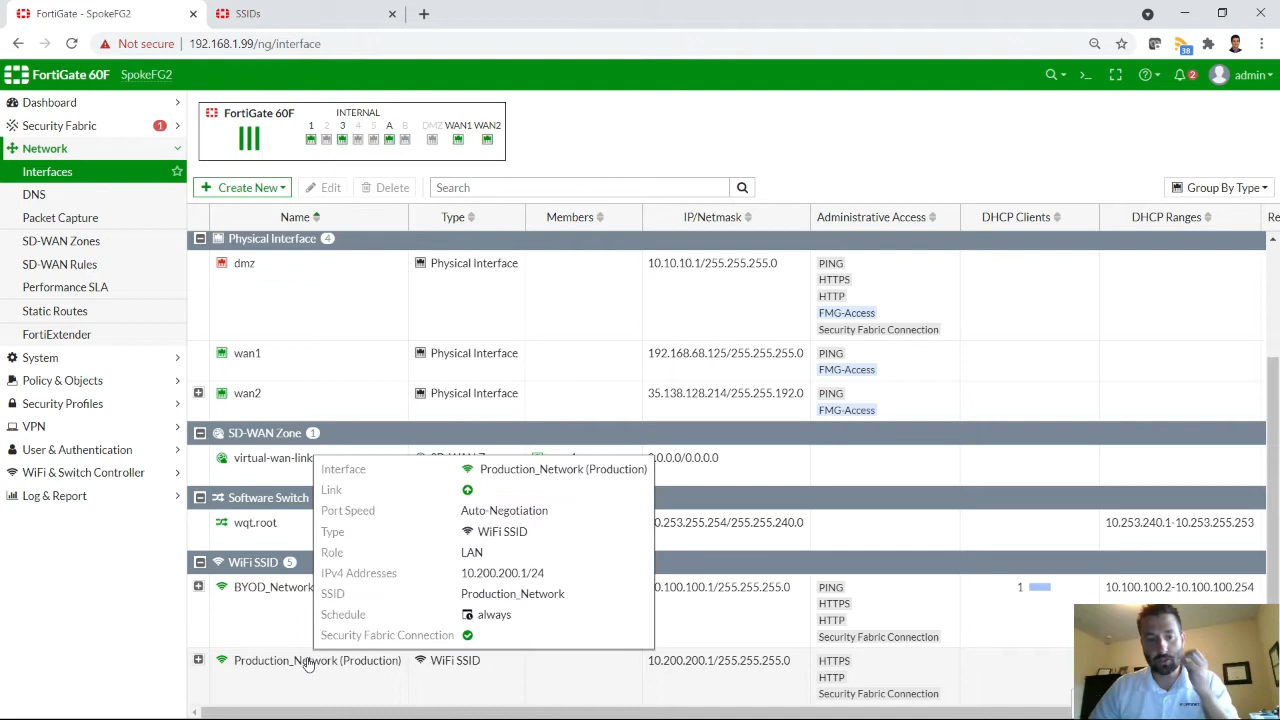 FortiGate - SpokeFG2
SSIDs
Not secure 192.168.1.99/ng/interface
38
FortiGate 60F SpokeFG2
2 admin
Dashboard
Security Fabric 1
Network
Interfaces
DNS
Packet Capture
SD-WAN Zones
SD-WAN Rules
Performance SLA
Static Routes
FortiExtender
System
Policy & Objects
Security Profiles
VPN
User & Authentication
WiFi & Switch Controller
Log & Report
FortiGate 60F INTERNAL
1 2 3 4 5 A B DMZ WAN1 WAN2
Create New Edit Delete Search Group By Type
Name Type Members IP/Netmask Administrative Access DHCP Clients DHCP Ranges Re
Physical Interface 4
dmz Physical Interface 10.10.10.1/255.255.255.0 PING
HTTPS
HTTP
FMG-Access
Security Fabric Connection
wan1 Physical Interface 192.168.68.125/255.255.255.0 PING
FMG-Access
wan2 Physical Interface 35.138.128.214/255.255.192.0 PING
FMG-Access
SD-WAN Zone 1
virtual-wan-link 0.0.0.0/0.0.0.0
Software Switch
wqt.root 10.253.255.254/255.255.240.0 10.253.240.1-10.253.255.253
WiFi SSID 5
BYOD_Network 10.100.100.1/255.255.255.0 PING 1 10.100.100.2-10.100.100.254
HTTPS
HTTP
Security Fabric Connection
Production_Network (Production) WiFi SSID 10.200.200.1/255.255.255.0 HTTPS
HTTP
Security Fabric Connection
Interface Production_Network (Production)
Link
Port Speed Auto-Negotiation
Type WiFi SSID
Role LAN
IPv4 Addresses 10.200.200.1/24
SSID Production_Network
Schedule always
Security Fabric Connection